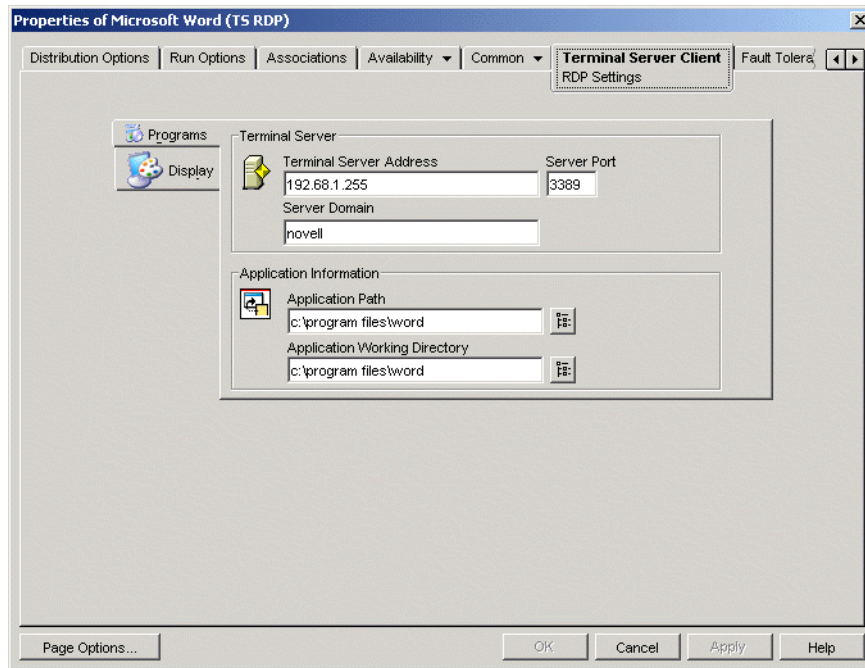 Properties of Microsoft Word (TS RDP)
Distribution Options Run Options Associations Availability Common Terminal Server Client Fault Tolera
RDP Settings
Programs
Display
Terminal Server
Terminal Server Address Server Port
192.68.1.255 3389
Server Domain
novell
Application Information
Application Path
c:\program files\word
Application Working Directory
c:\program files\word
Page Options... OK Cancel Apply Help